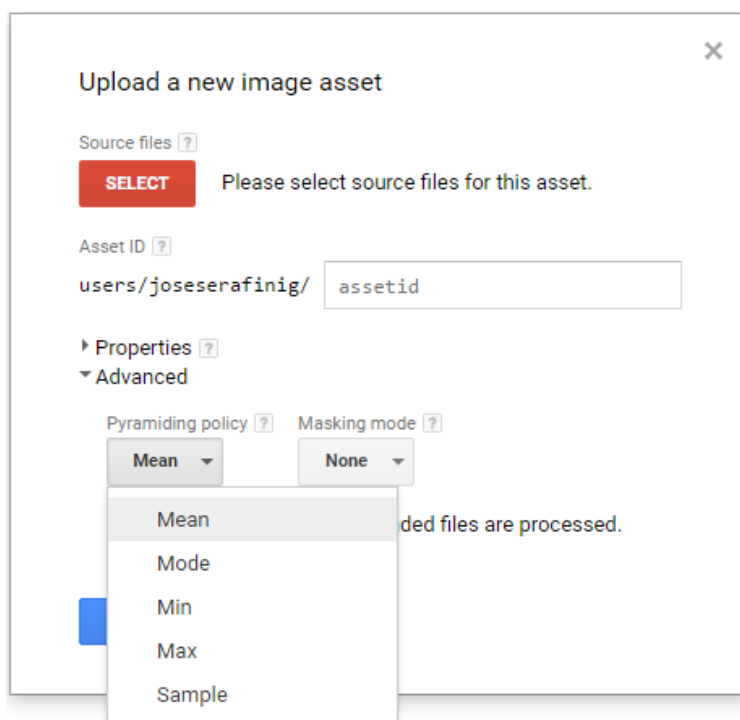 ×
Upload a new image asset
Source files ?
SELECT Please select source files for this asset.
Asset ID ?
users/joseserafinig/ assetid
Properties ?
Advanced
Pyramiding policy ? Masking mode ?
Mean None
Mean
files are processed.
Mode
Min
Max
Sample